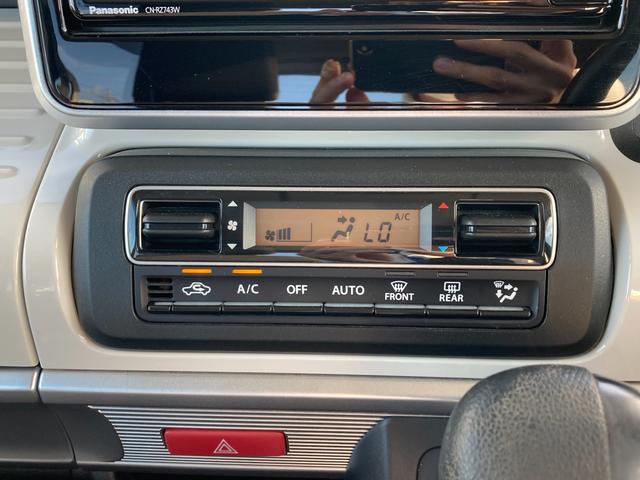 Panasonic
CN-RZ743W
A/C
LO
A/C OFF AUTO FRONT REAR